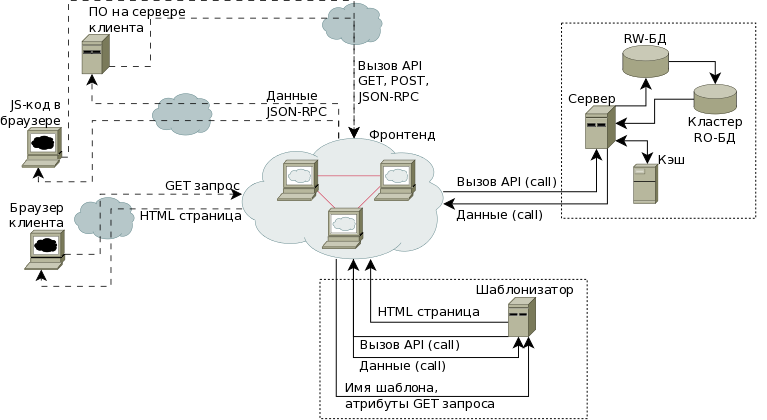 ПО на сервере
клиента
JS-код в
браузере
Вызов API
GET, POST,
JSON-RPC
Данные
JSON-RPC
Фронтенд
GET запрос
HTML страница
Браузер
клиента
RW-БД
Сервер
Кластер
RO-БД
Кэш
Вызов API (call)
Данные (call)
Шаблонизатор
HTML страница
Вызов API (call)
Данные (call)
Имя шаблона,
атрибуты GET запроса